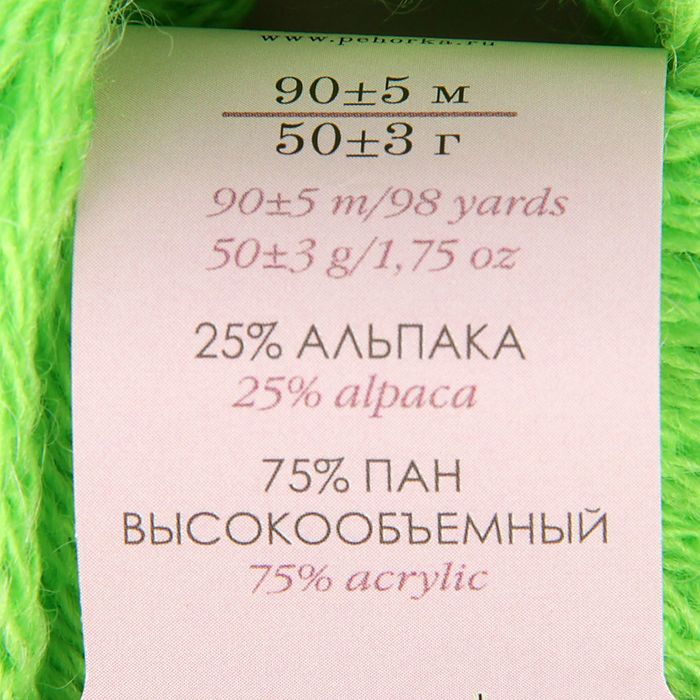 www.pehorka.ru
90±5 м
50±3 г
90±5 m/98 yards
50±3 g/1,75 oz
25% АЛЬПАКА
25% alpaca
75% ПАН
ВЫСОКООБЪЕМНЫЙ
75% acrylic